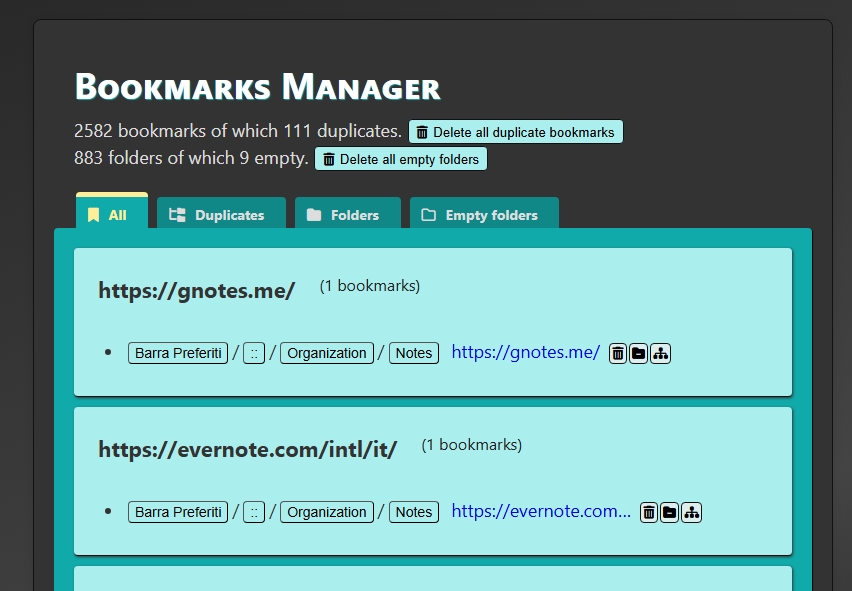 Bookmarks Manager
2582 bookmarks of which 111 duplicates. Delete all duplicate bookmarks
883 folders of which 9 empty. Delete all empty folders
All Duplicates Folders Empty folders
https://gnotes.me/ (1 bookmarks)
• Barra Preferiti / :: / Organization / Notes https://gnotes.me/
https://evernote.com/intl/it/ (1 bookmarks)
• Barra Preferiti / :: / Organization / Notes https://evernote.com...